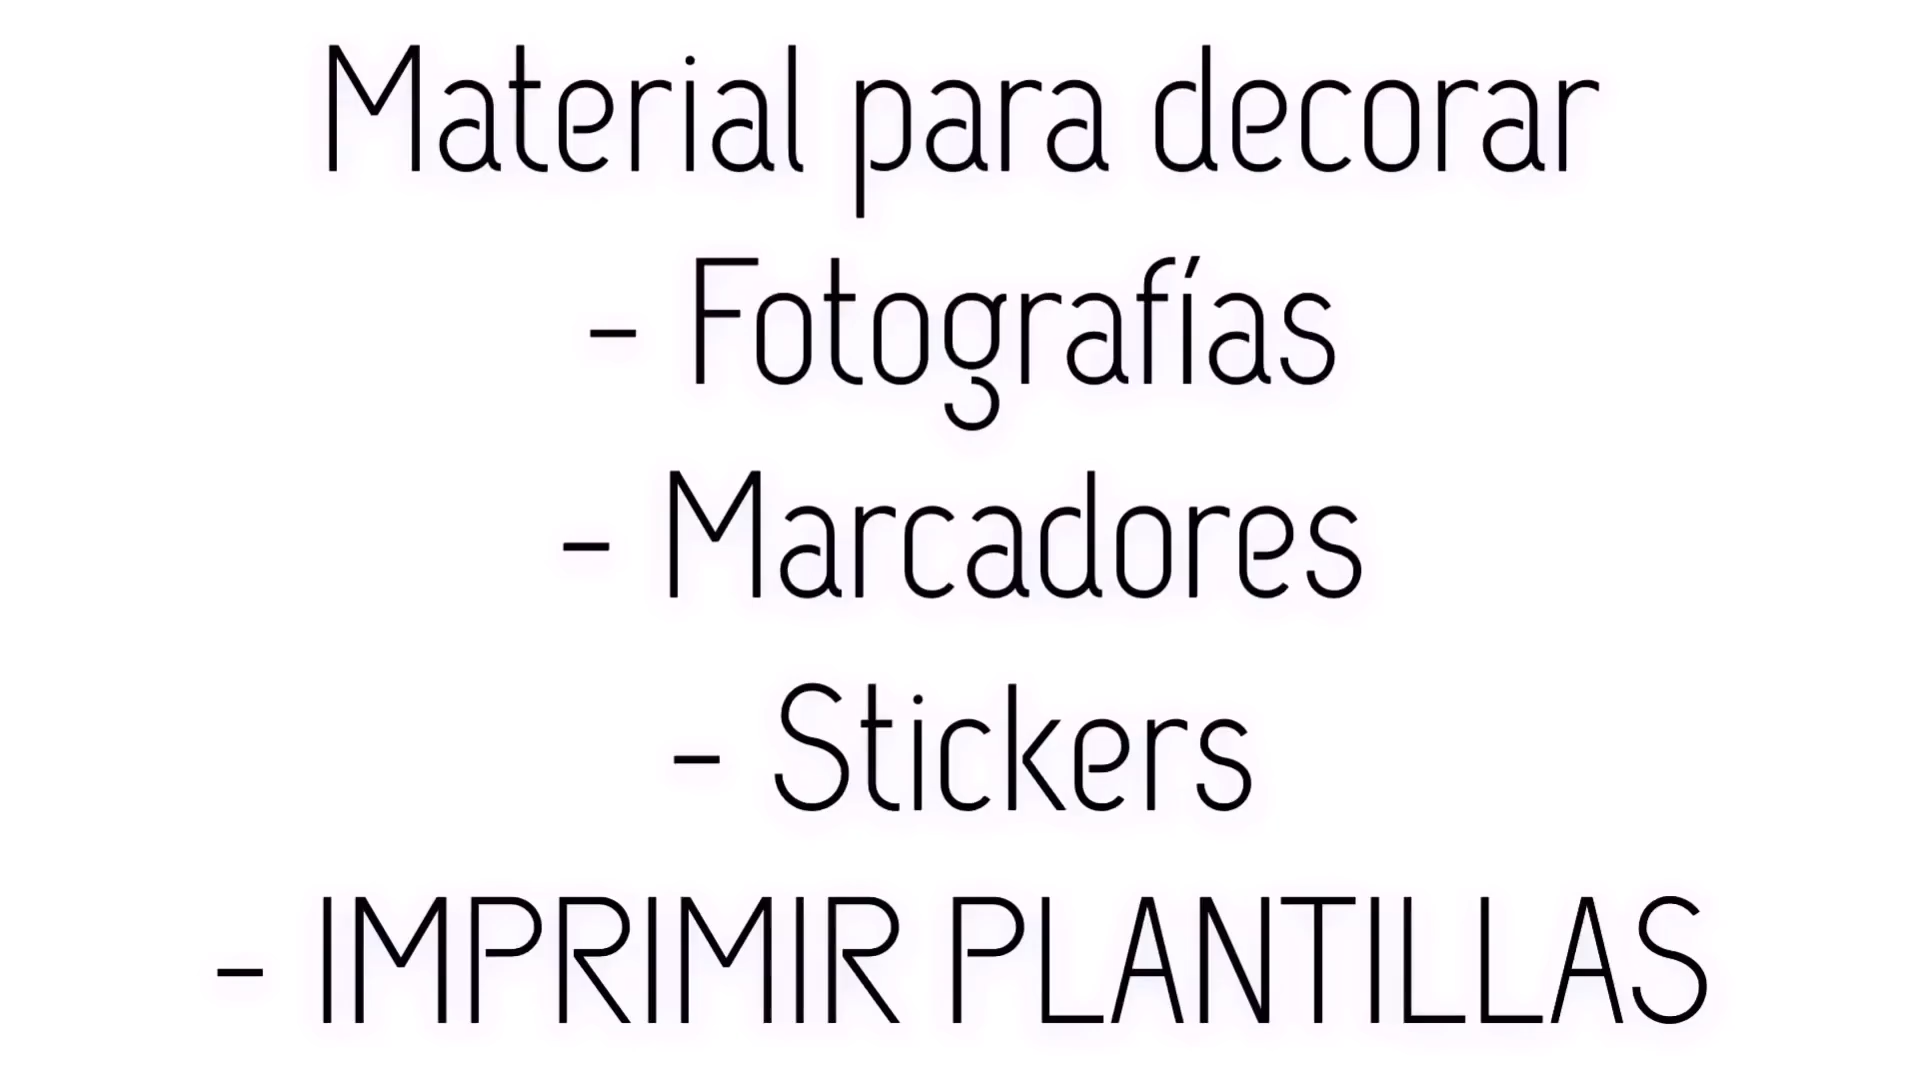 Material para decorar
- Fotografías
- Marcadores
- Stickers
- IMPRIMIR PLANTILLAS